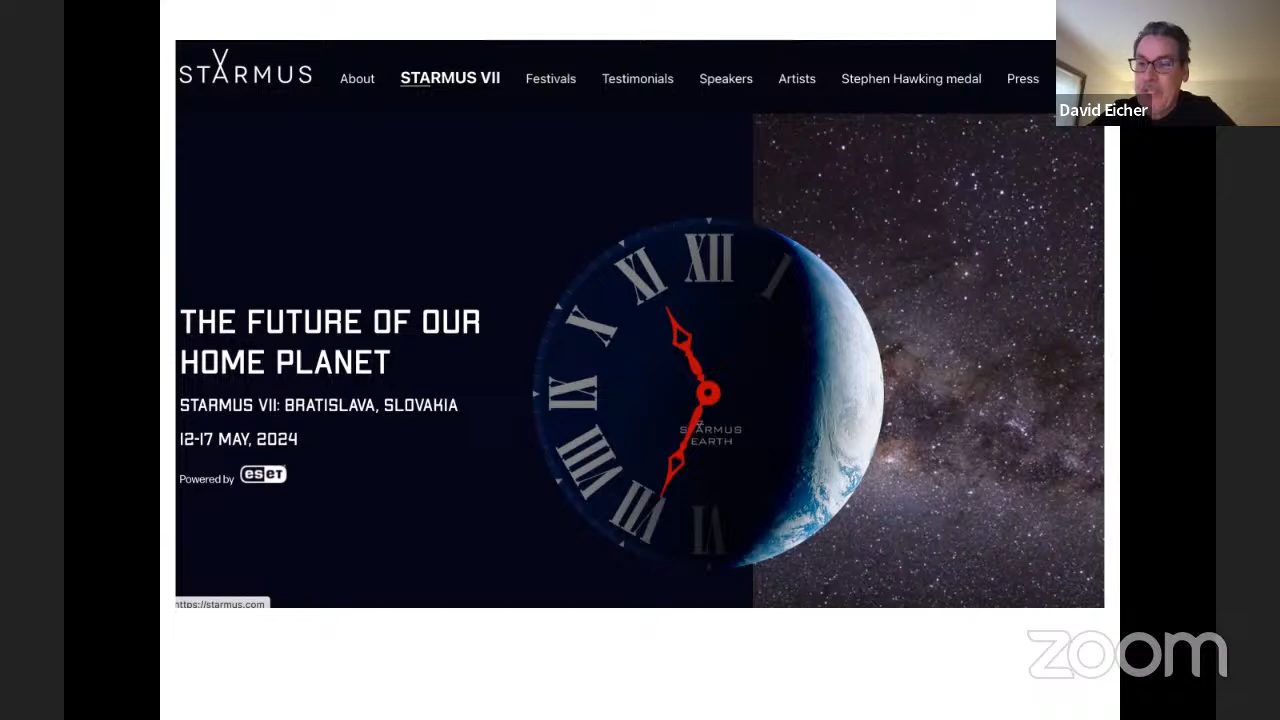 STARMUS
About
STARMUS VII
Festivals
Testimonials
Speakers
Artists
Stephen Hawking medal
Press
David Eicher
XII
I
XI
X
IX
VIII
VII
VI
STARMUS
EARTH
THE FUTURE OF OUR
HOME PLANET
STARMUS VII: BRATISLAVA, SLOVAKIA
12-17 MAY, 2024
Powered by eseT
https://starmus.com
zoom